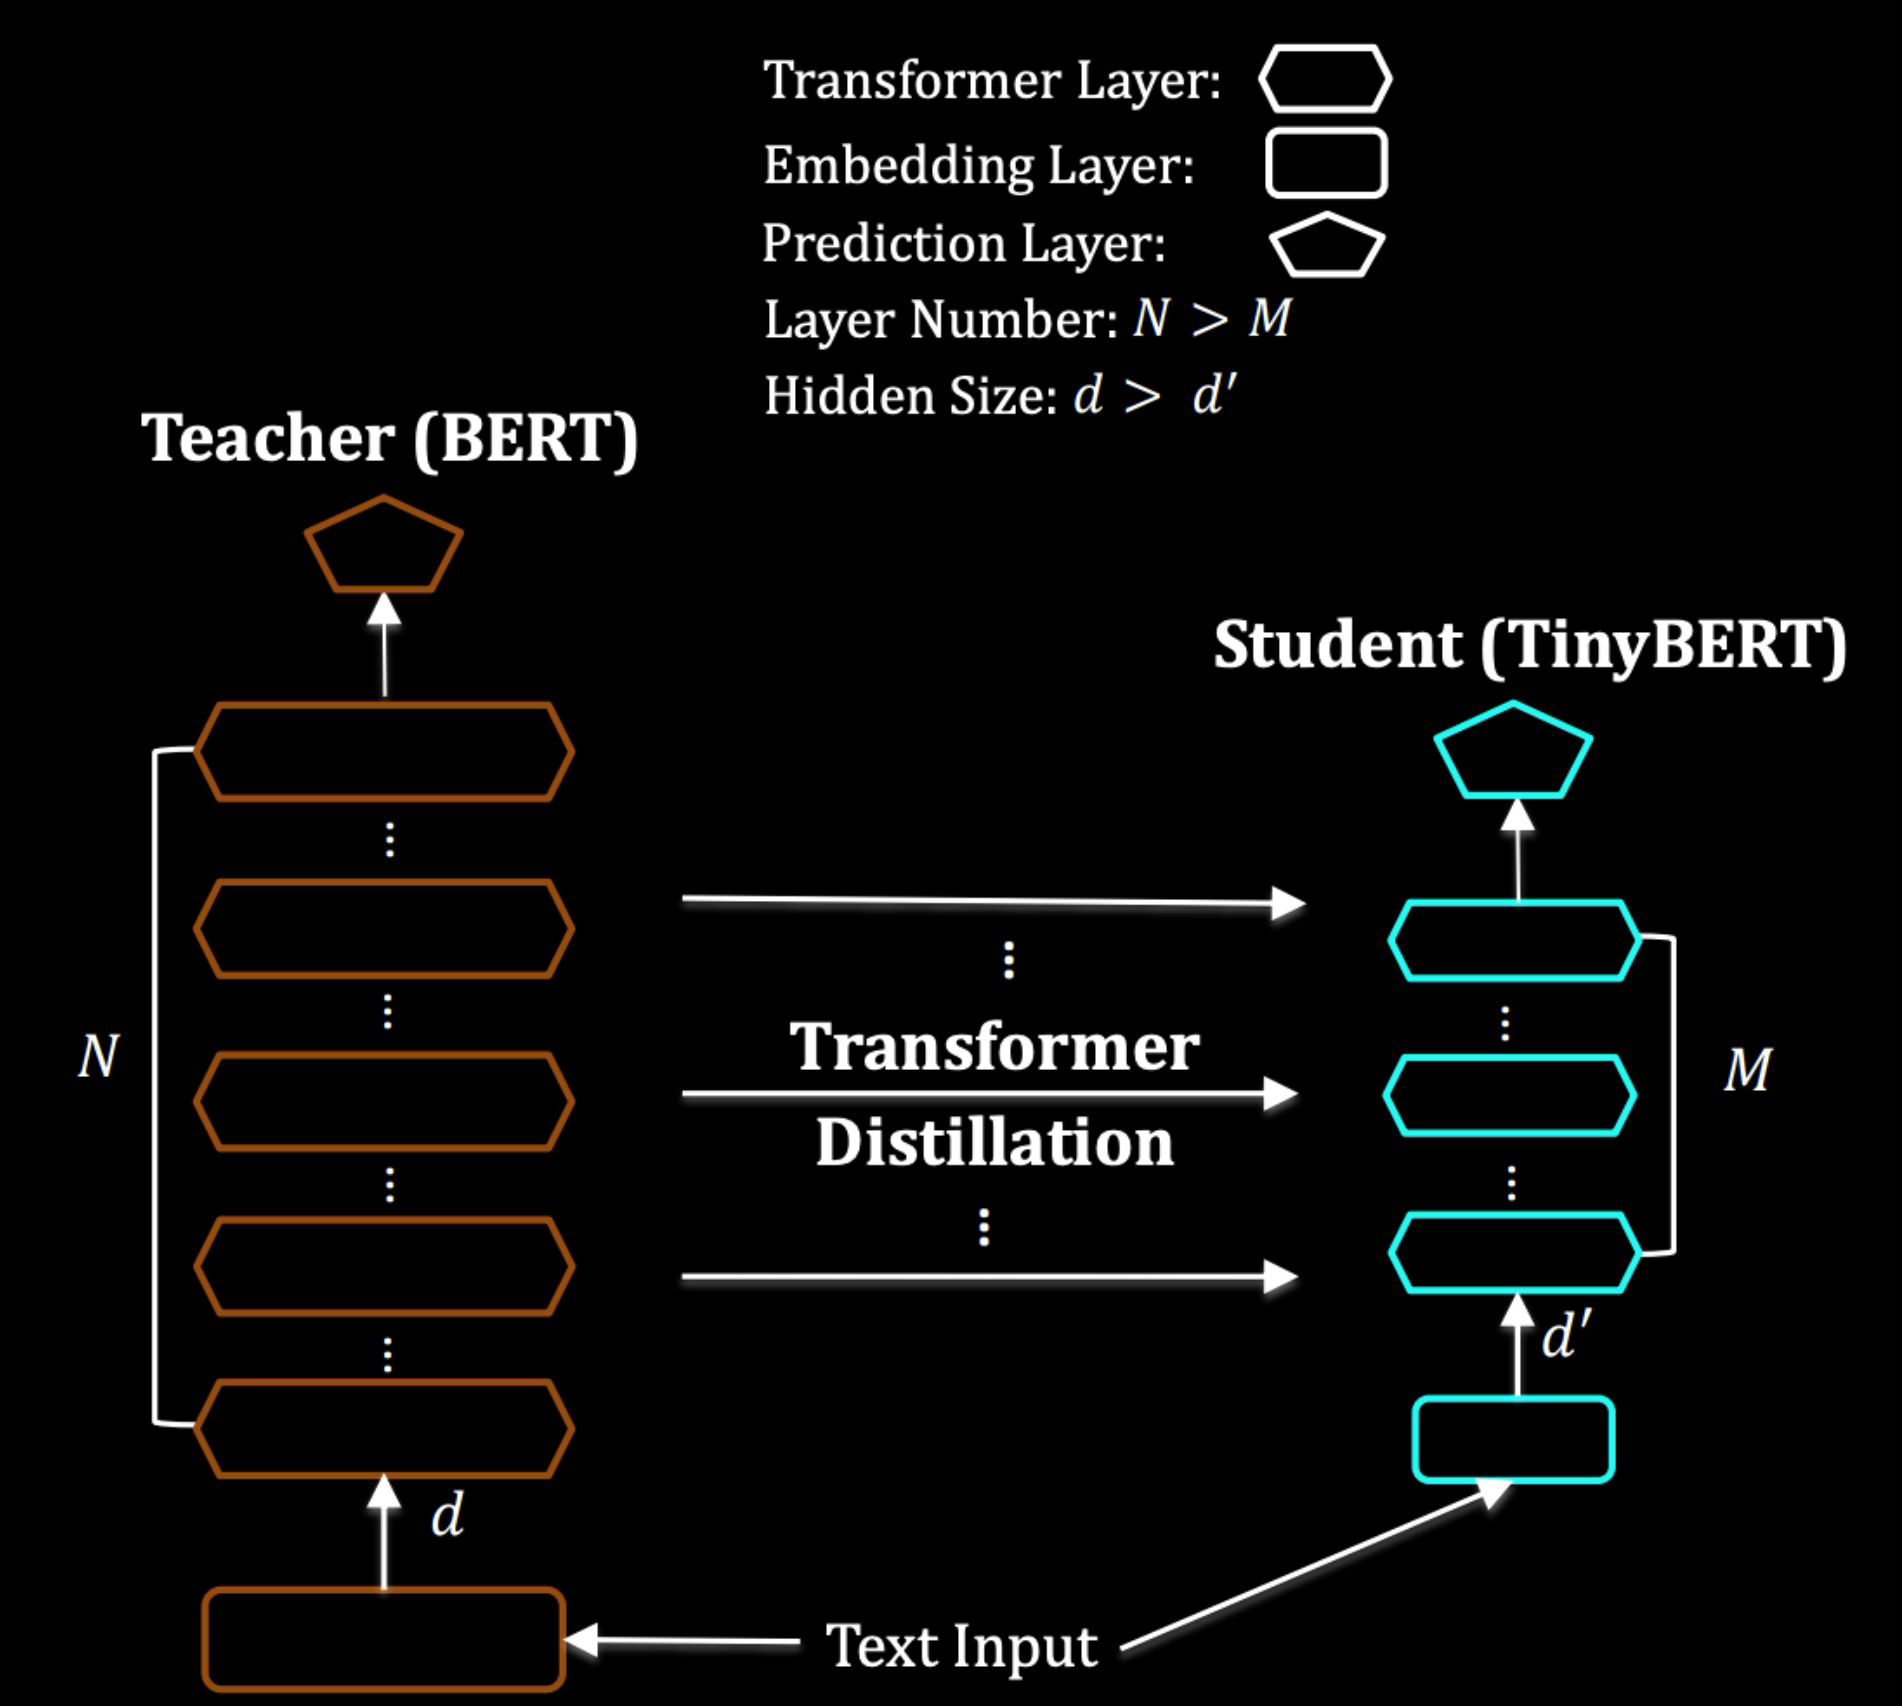 Transformer Layer:
Embedding Layer:
Prediction Layer:
Layer Number: N > M
Hidden Size: d > d′
Teacher (BERT)
Student (TinyBERT)
N
Transformer
Distillation
M
d′
d
Text Input